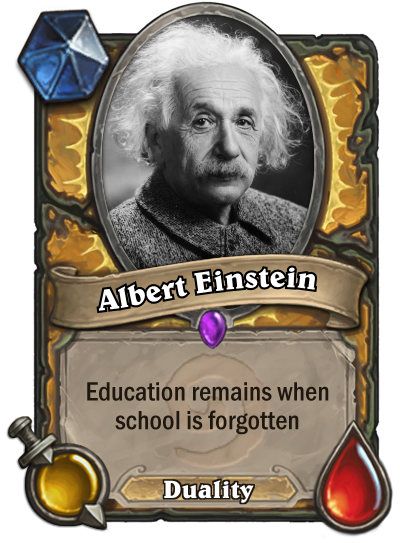 Albert Einstein
Education remains when
school is forgotten
Duality